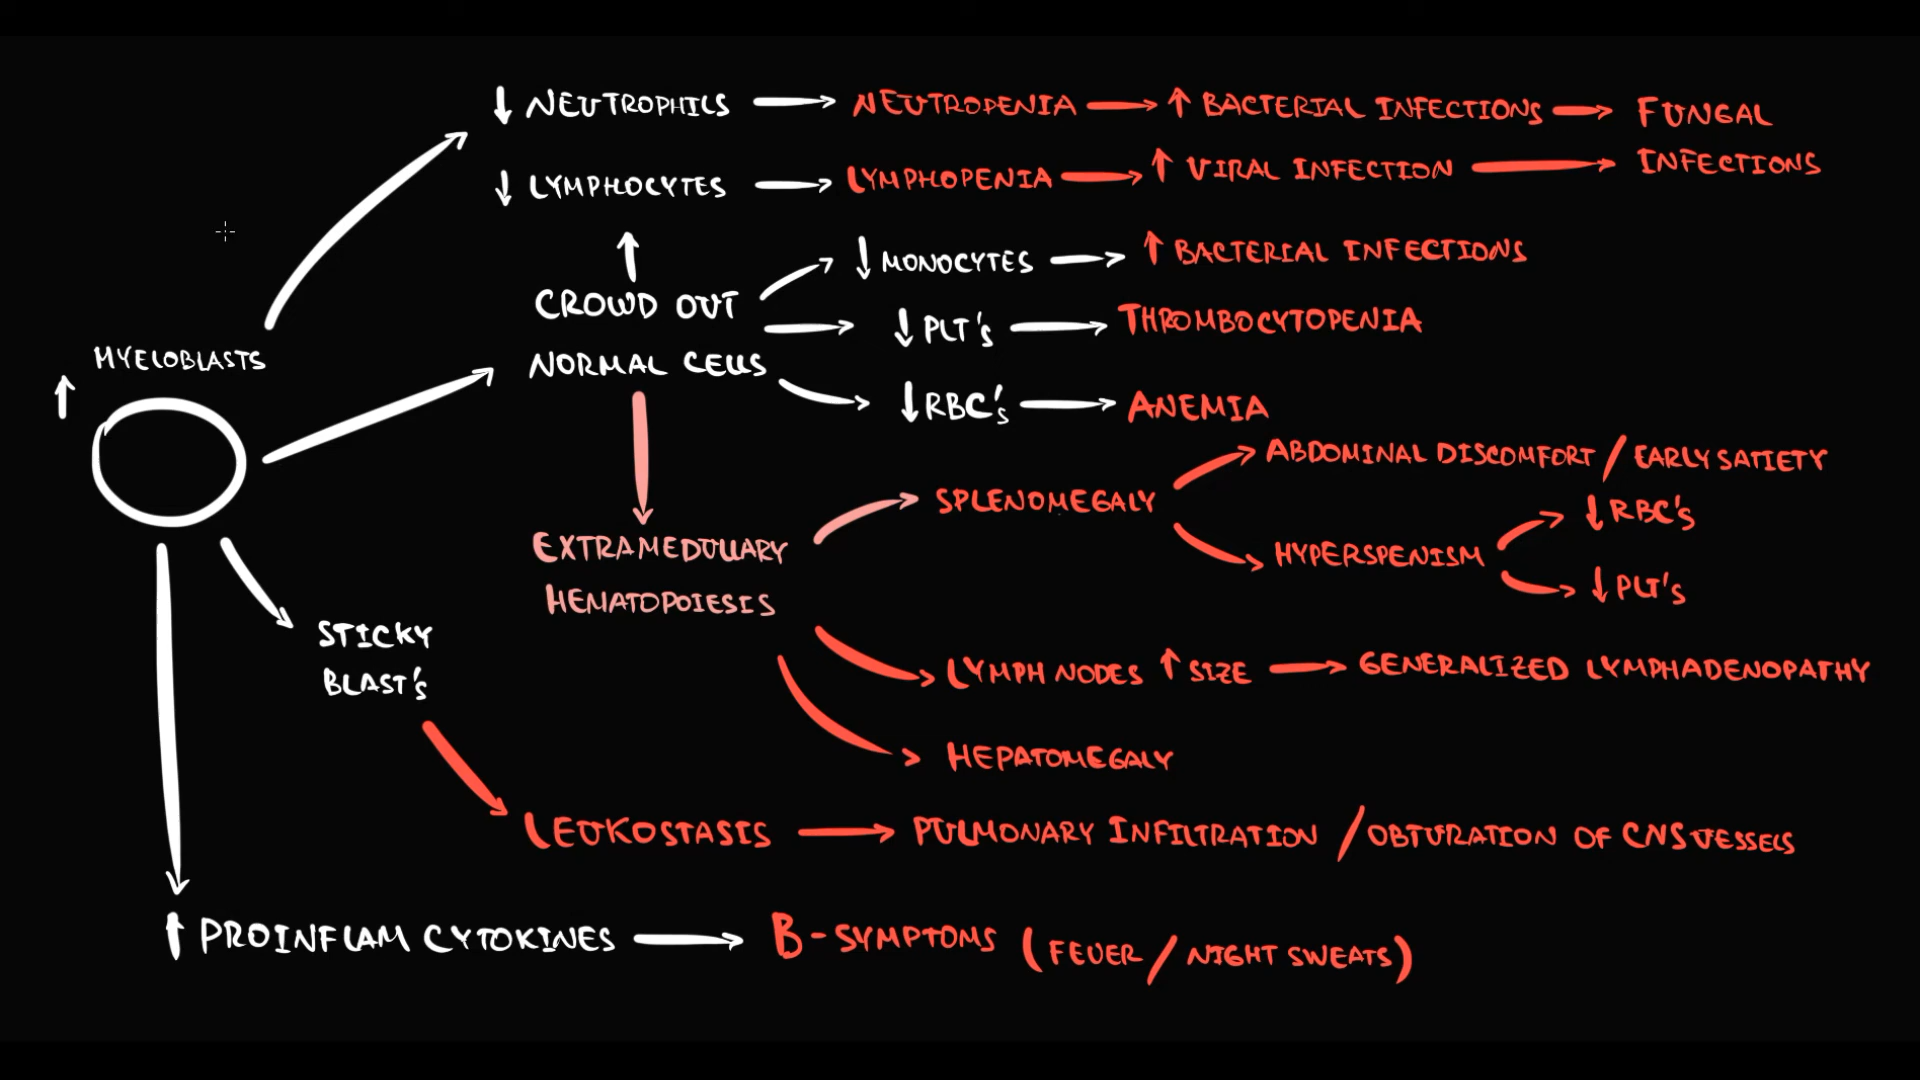 ↓ NEUTROPHILS → NEUTROPENIA → ↑ BACTERIAL INFECTIONS → FUNGAL
↓ LYMPHOCYTES → LYMPHOPENIA → ↑ VIRAL INFECTION → INFECTIONS
↓ MONOCYTES → ↑ BACTERIAL INFECTIONS
CROWD OUT
NORMAL CELLS
↓ PLT's → THROMBOCYTOPENIA
↓ RBC's → ANEMIA
↑ MYELOBLASTS
EXTRAMEDULLARY
HEMATOPOIESIS
SPLENOMEGALY
ABDOMINAL DISCOMFORT / EARLY SATIETY
HYPERSPENISM
↓ RBC's
↓ PLT's
LYMPH NODES ↑ SIZE → GENERALIZED LYMPHADENOPATHY
HEPATOMEGALY
STICKY
BLAST's
LEUKOSTASIS → PULMONARY INFILTRATION / OBTURATION OF CNS VESSELS
↑ PROINFLAM CYTOKINES → B-SYMPTOMS (FEVER / NIGHT SWEATS)